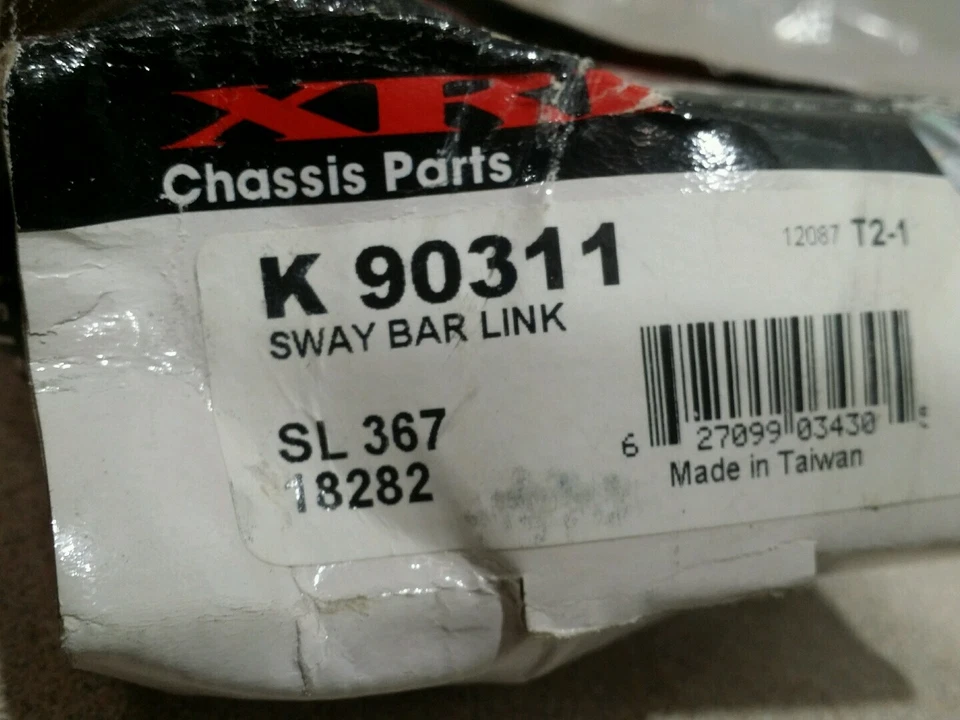 XRF
Chassis Parts
K 90311
12087 T2-1
SWAY BAR LINK
SL 367
18282
6 27099 03430 5
Made in Taiwan